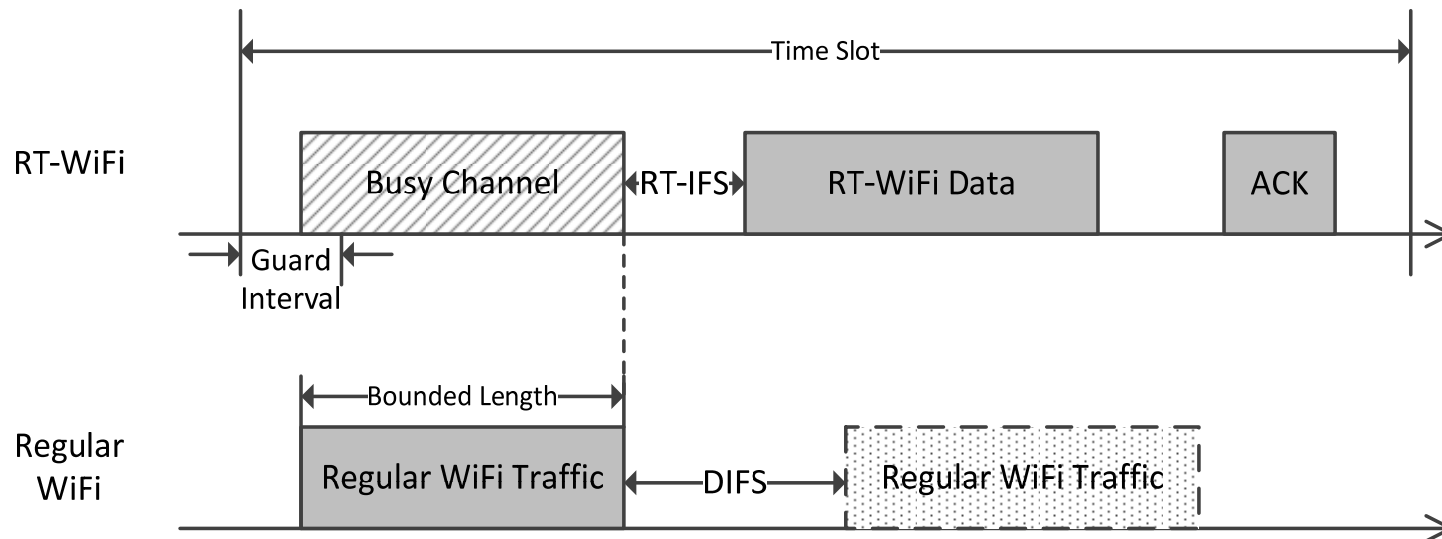 Time Slot
RT-WiFi
Busy Channel
RT-IFS
RT-WiFi Data
ACK
Guard
Interval
Bounded Length
Regular
WiFi
Regular WiFi Traffic
DIFS
Regular WiFi Traffic